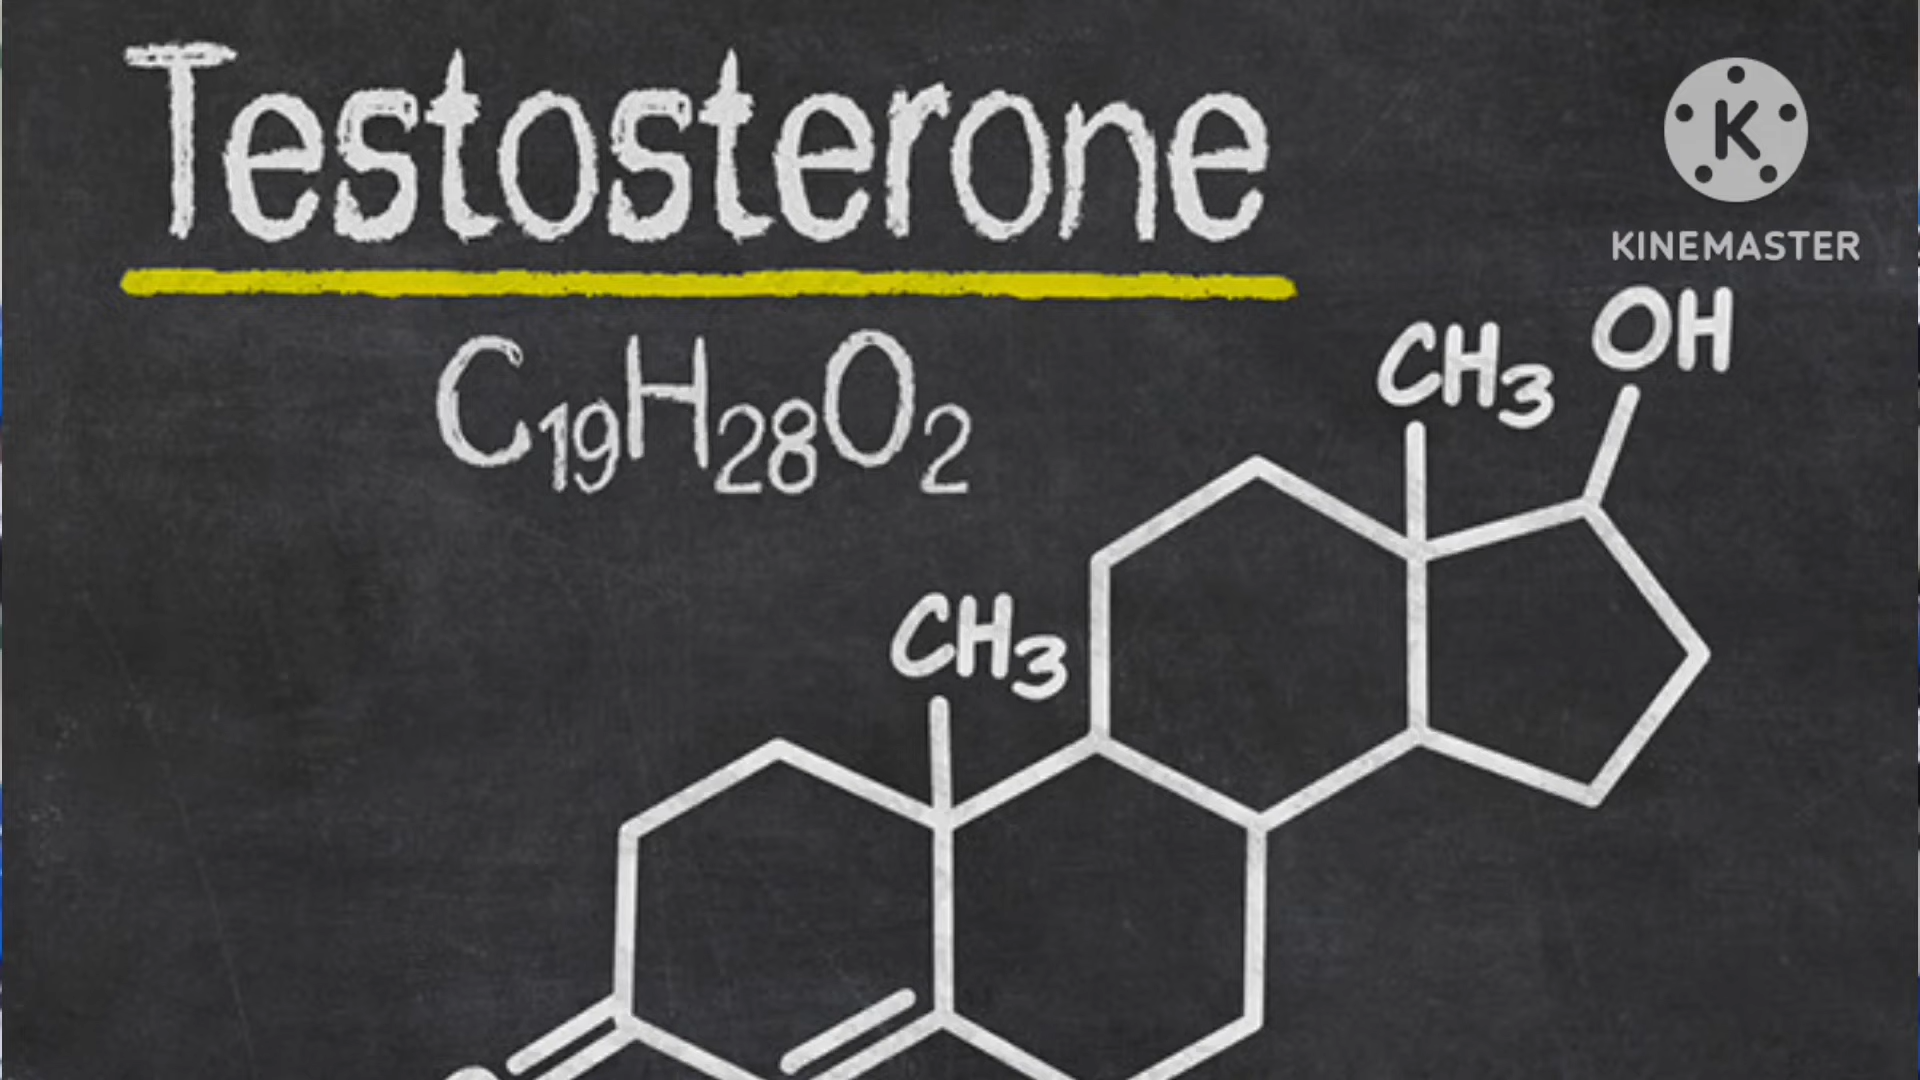 Testosterone
C₁₉H₂₈O₂
K
KINEMASTER
OH
CH₃
CH₃